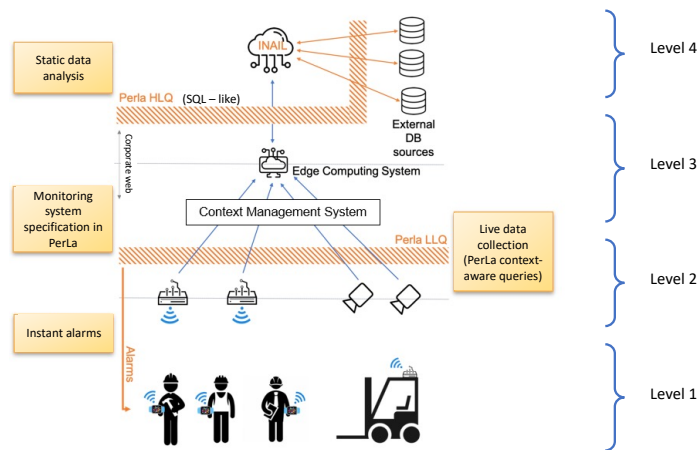 Static data
analysis
INAIL
Level 4
Perla HLQ (SQL – like)
External
DB
sources
Corporate web
Edge Computing System
Level 3
Monitoring
system
specification in
PerLa
Context Management System
Perla LLQ
Live data
collection
(PerLa context-
aware queries)
Level 2
Instant alarms
Alarms
Level 1